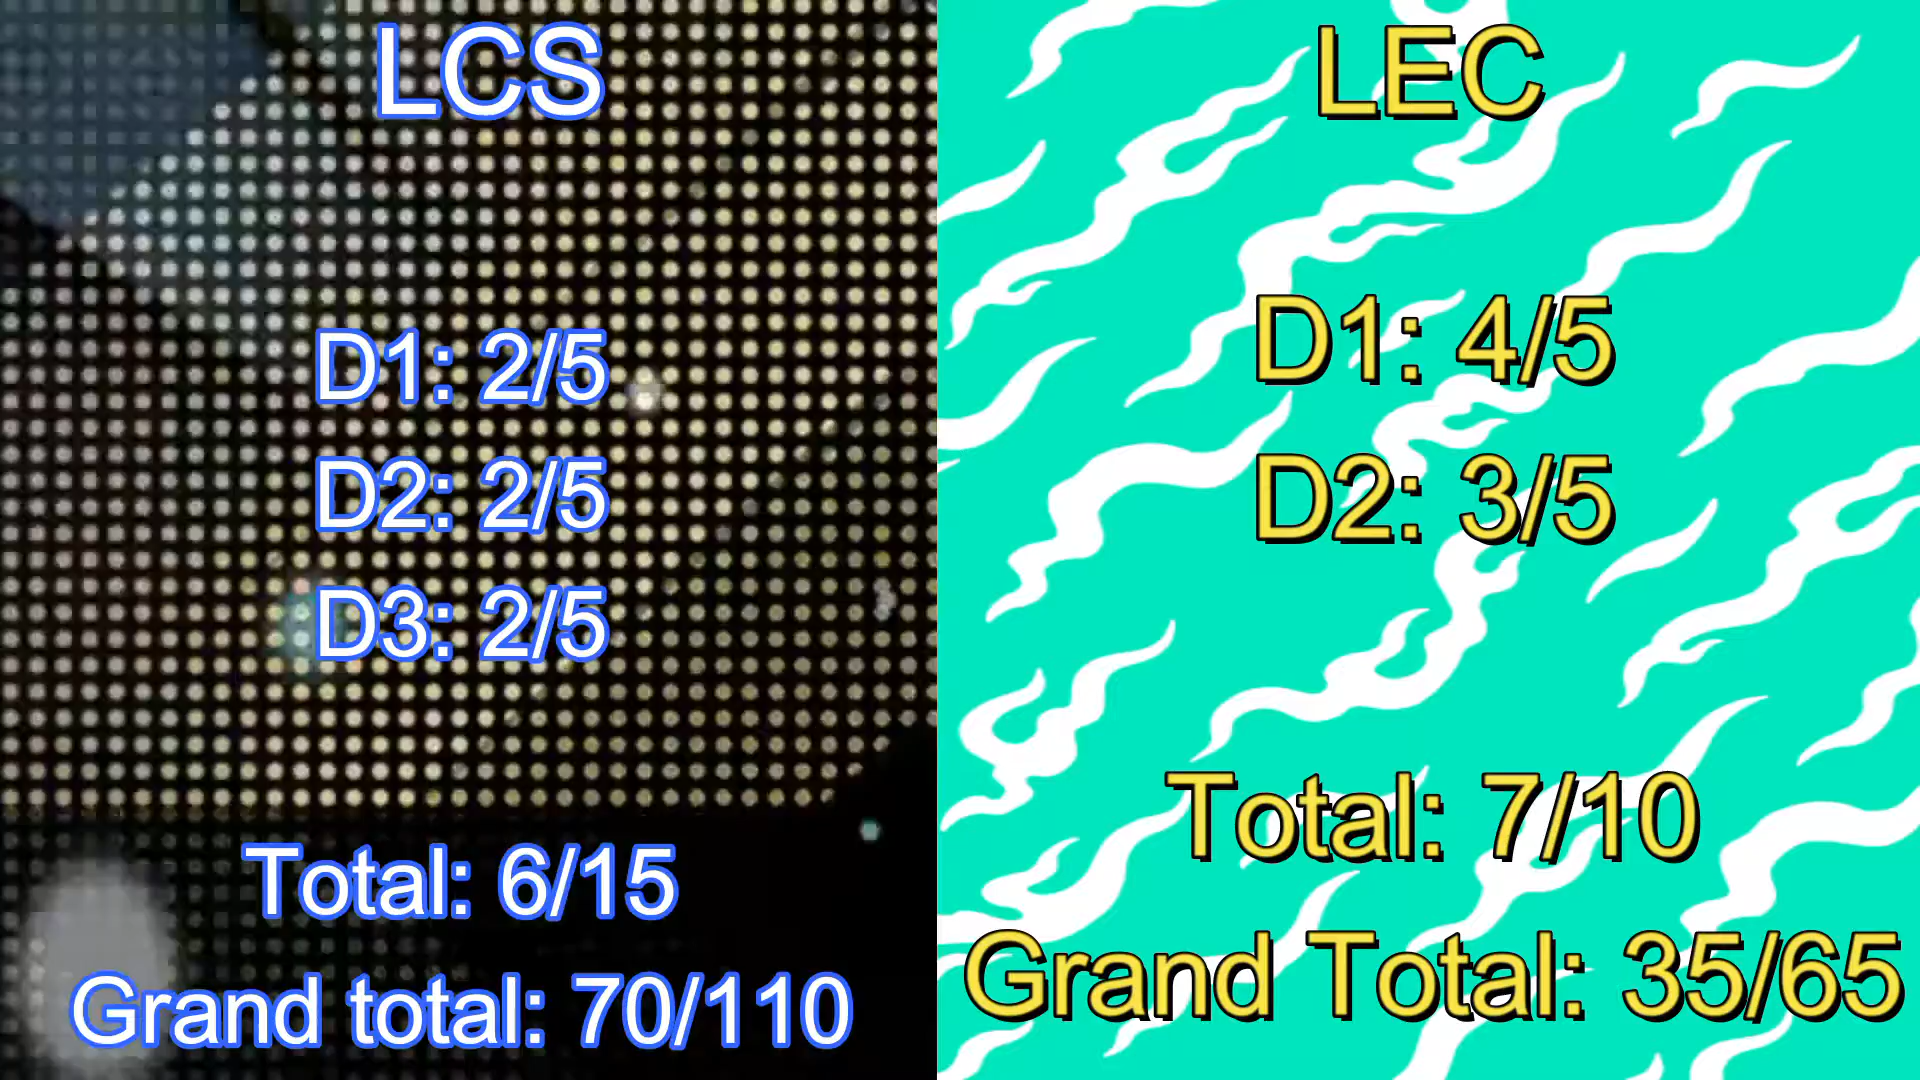 LCS
D1: 2/5
D2: 2/5
D3: 2/5
Total: 6/15
Grand total: 70/110
LEC
D1: 4/5
D2: 3/5
Total: 7/10
Grand Total: 35/65